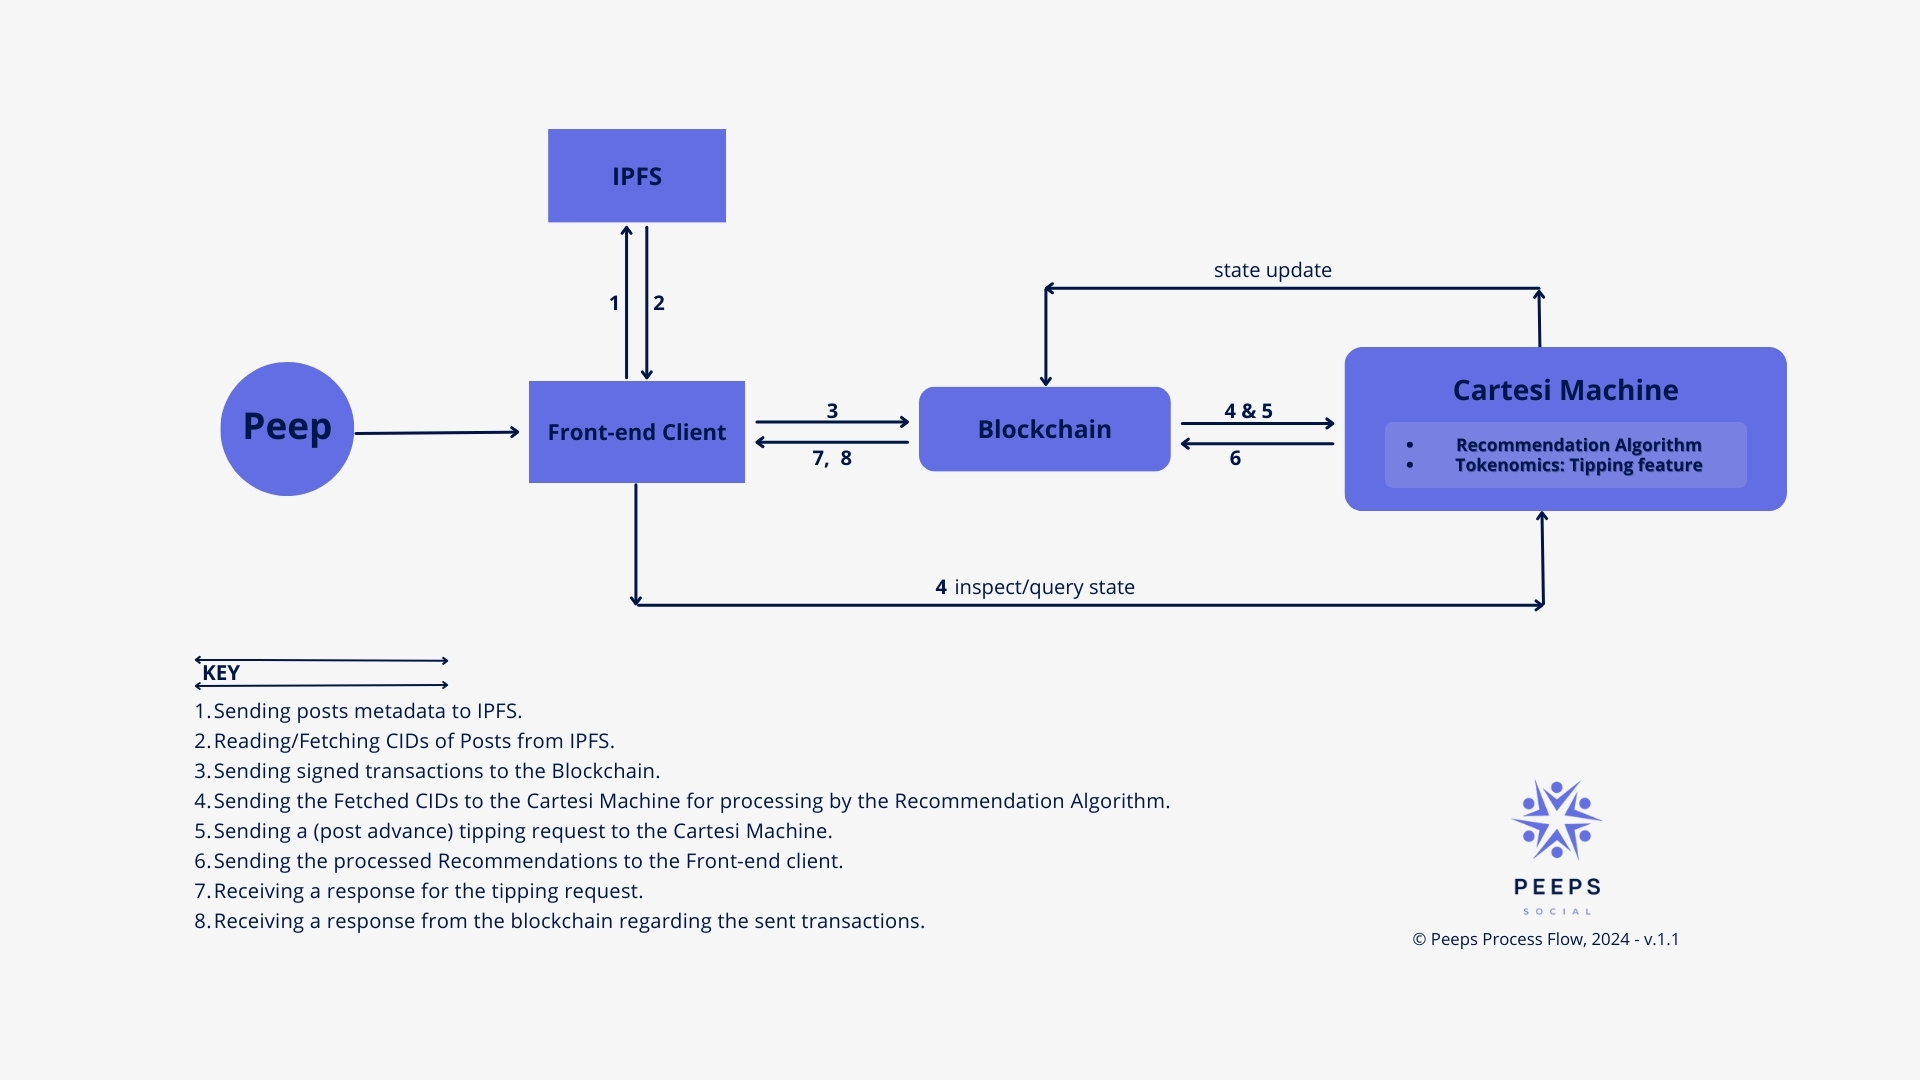 IPFS
1
2
state update
Peep
Front-end Client
3
7, 8
Blockchain
4 & 5
6
Cartesi Machine
• Recommendation Algorithm
• Tokenomics: Tipping feature
4 inspect/query state
KEY
1. Sending posts metadata to IPFS.
2. Reading/Fetching CIDs of Posts from IPFS.
3. Sending signed transactions to the Blockchain.
4. Sending the Fetched CIDs to the Cartesi Machine for processing by the Recommendation Algorithm.
5. Sending a (post advance) tipping request to the Cartesi Machine.
6. Sending the processed Recommendations to the Front-end client.
7. Receiving a response for the tipping request.
8. Receiving a response from the blockchain regarding the sent transactions.
PEEPS
SOCIAL
© Peeps Process Flow, 2024 - v.1.1